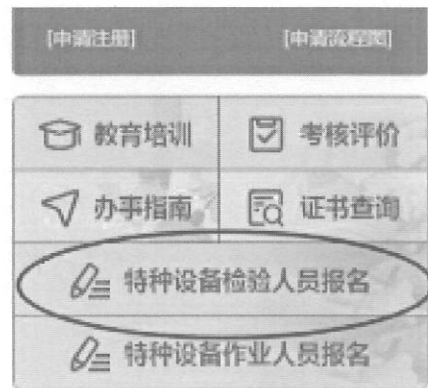 [申请注册] [申请流程图]
教育培训 考核评价
办事指南 证书查询
特种设备检验人员报名
特种设备作业人员报名